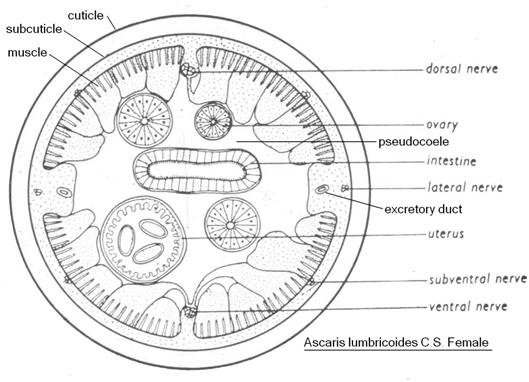 cuticle
subcuticle
muscle
dorsal nerve
ovary
pseudocoele
intestine
lateral nerve
excretory duct
uterus
subventral nerve
ventral nerve
Ascaris lumbricoides C S. Female